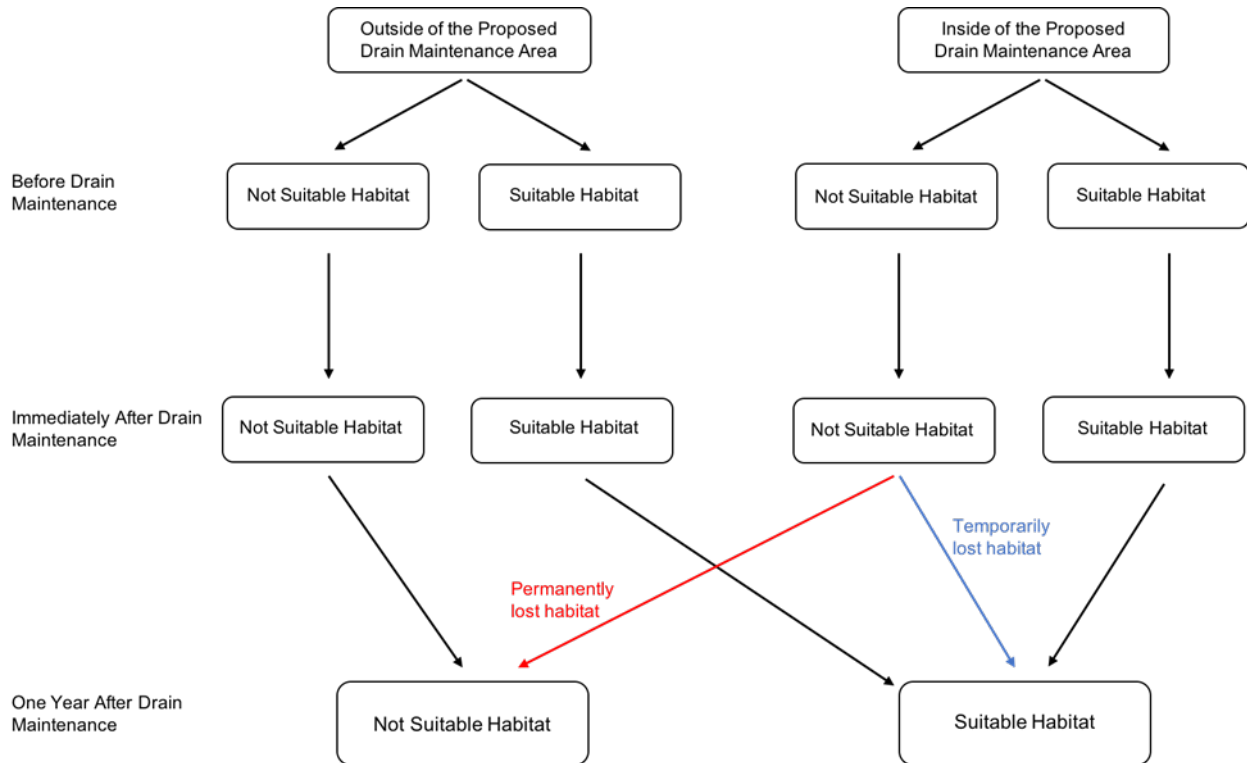 Outside of the Proposed
Drain Maintenance Area
Inside of the Proposed
Drain Maintenance Area
Before Drain
Maintenance
Not Suitable Habitat
Suitable Habitat
Not Suitable Habitat
Suitable Habitat
Immediately After Drain
Maintenance
Not Suitable Habitat
Suitable Habitat
Not Suitable Habitat
Suitable Habitat
Temporarily
lost habitat
Permanently
lost habitat
One Year After Drain
Maintenance
Not Suitable Habitat
Suitable Habitat